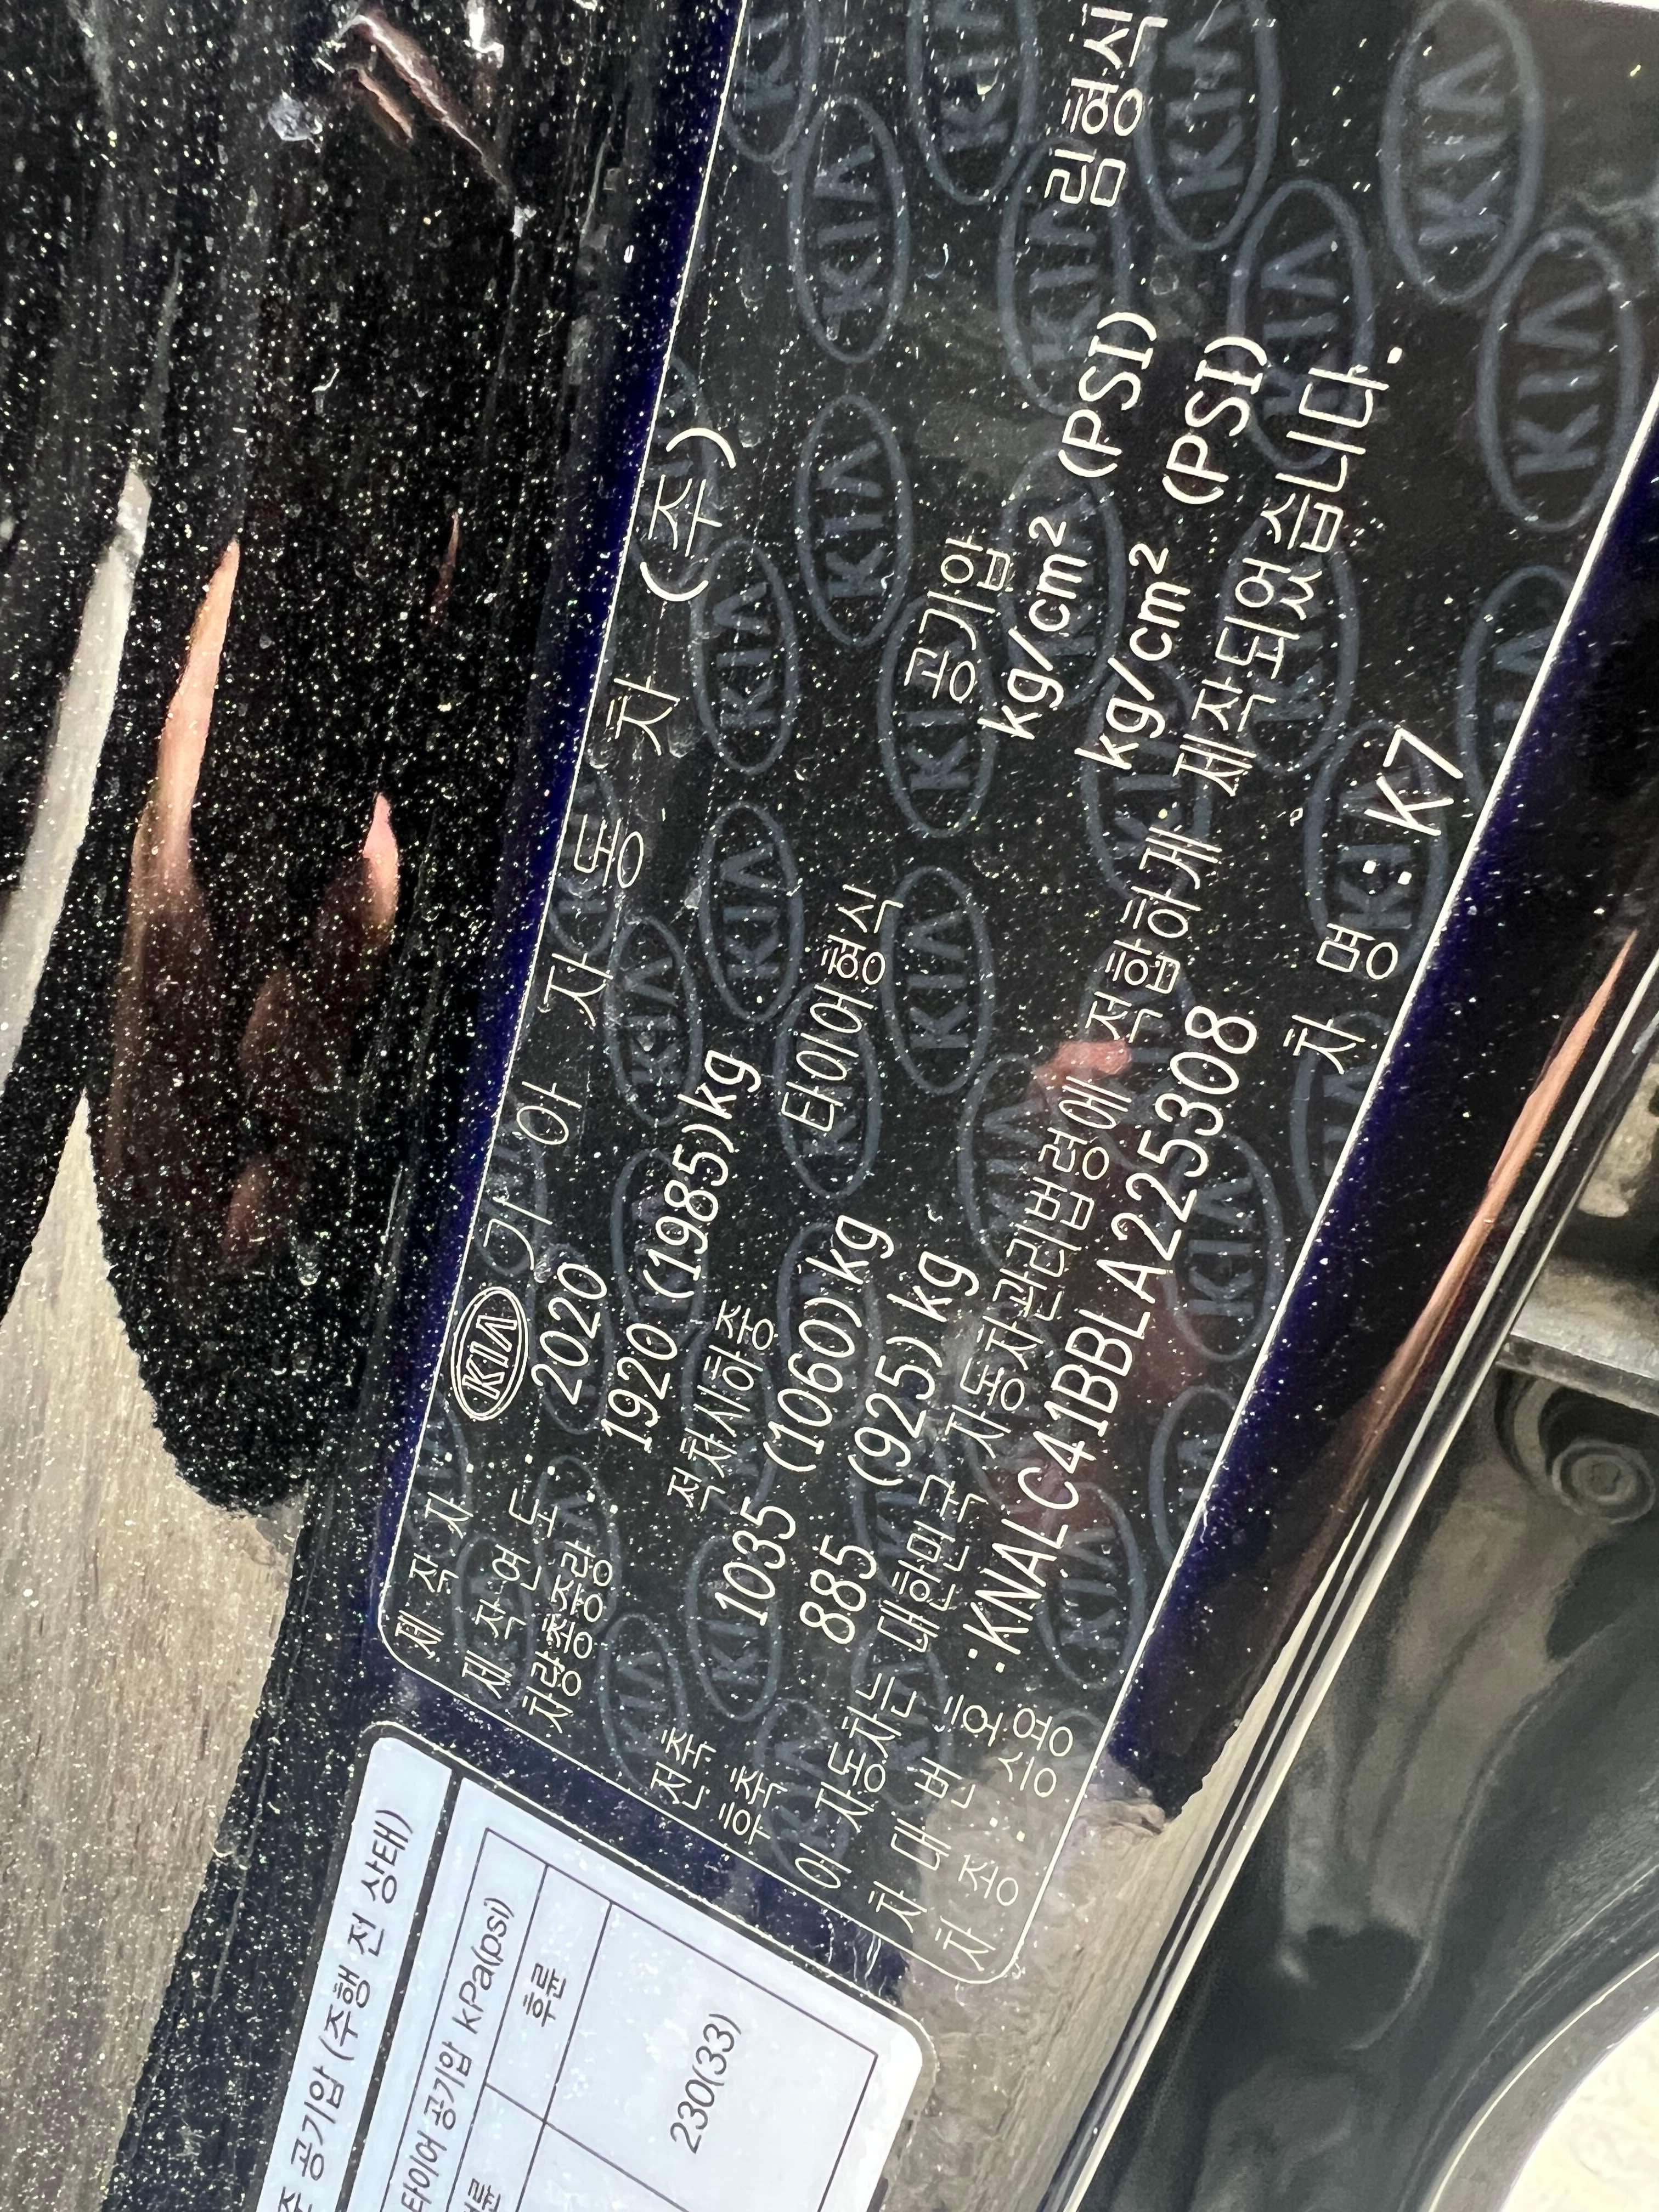 제 작 자 : KIA 기 아 자 동 차 (주)
제 작 연 도 : 2020
차량총중량 : 1920 (1985)kg
적차시하중 타이어형식 공기압 림형식
전축 1035 (1060) kg kg/cm² (PSI)
후축 885 (925) kg kg/cm² (PSI)
이 자동차는 대한민국 자동차관리법령에 적합하게 제작되었습니다.
차 대 번 호 :KNALC41BBLA225308
차 종 : 승용 차 명 : K7
공기압 (주행 전 상태)
타이어 공기압 kPa(psi)
후륜
230(33)